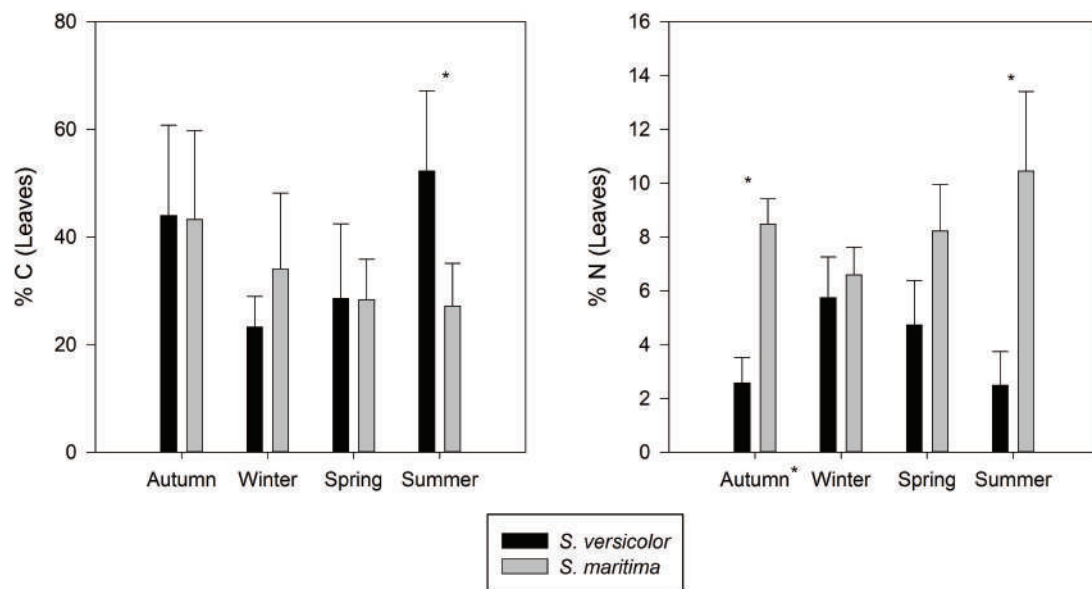 % C (Leaves)
80
60
40
20
0
*
Autumn Winter Spring Summer
% N (Leaves)
16
14
12
10
8
6
4
2
0
*
*
Autumn* Winter Spring Summer
S. versicolor
S. maritima